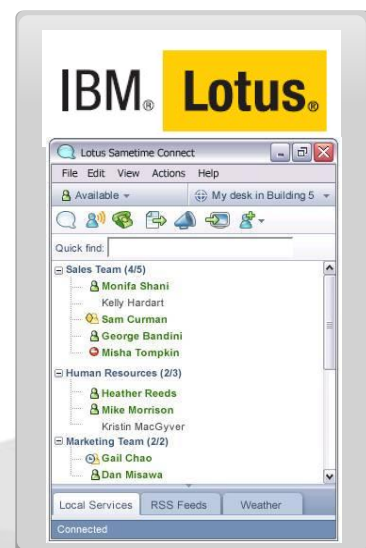 IBM® Lotus®
Lotus Sametime Connect
File Edit View Actions Help
Available My desk in Building 5
Quick find:
Sales Team (4/5)
Monifa Shani
Kelly Hardart
Sam Curman
George Bandini
Misha Tompkin
Human Resources (2/3)
Heather Reeds
Mike Morrison
Kristin MacGyver
Marketing Team (2/2)
Gail Chao
Dan Misawa
Local Services RSS Feeds Weather
Connected